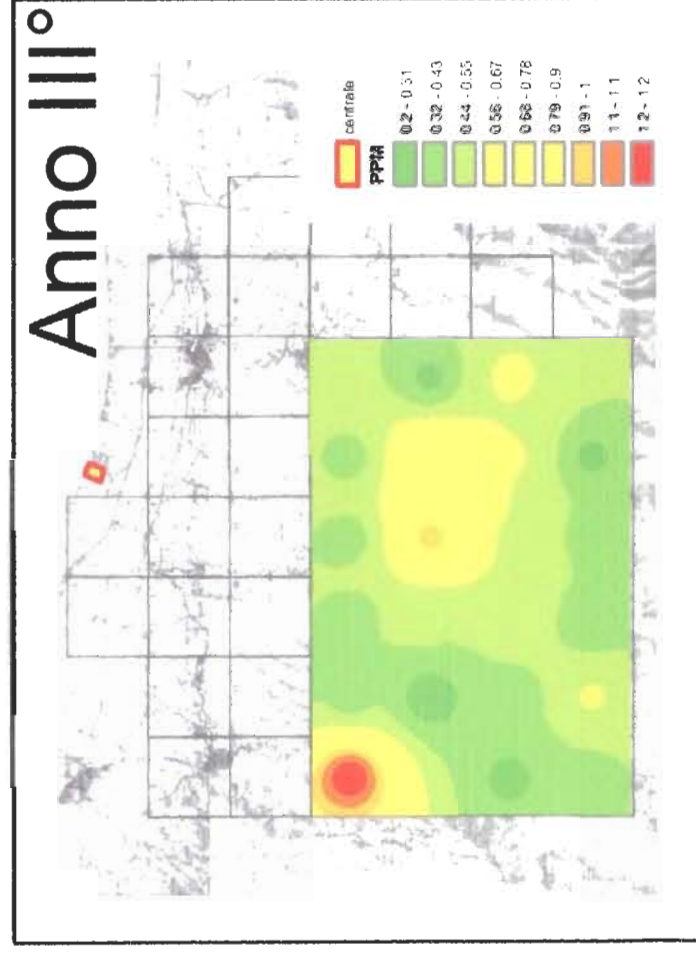 Anno III°
centrale
PPM
0.2 - 0.31
0.32 - 0.43
0.44 - 0.55
0.56 - 0.67
0.68 - 0.78
0.79 - 0.9
0.91 - 1
1.1 - 1.1
1.2 - 1.2